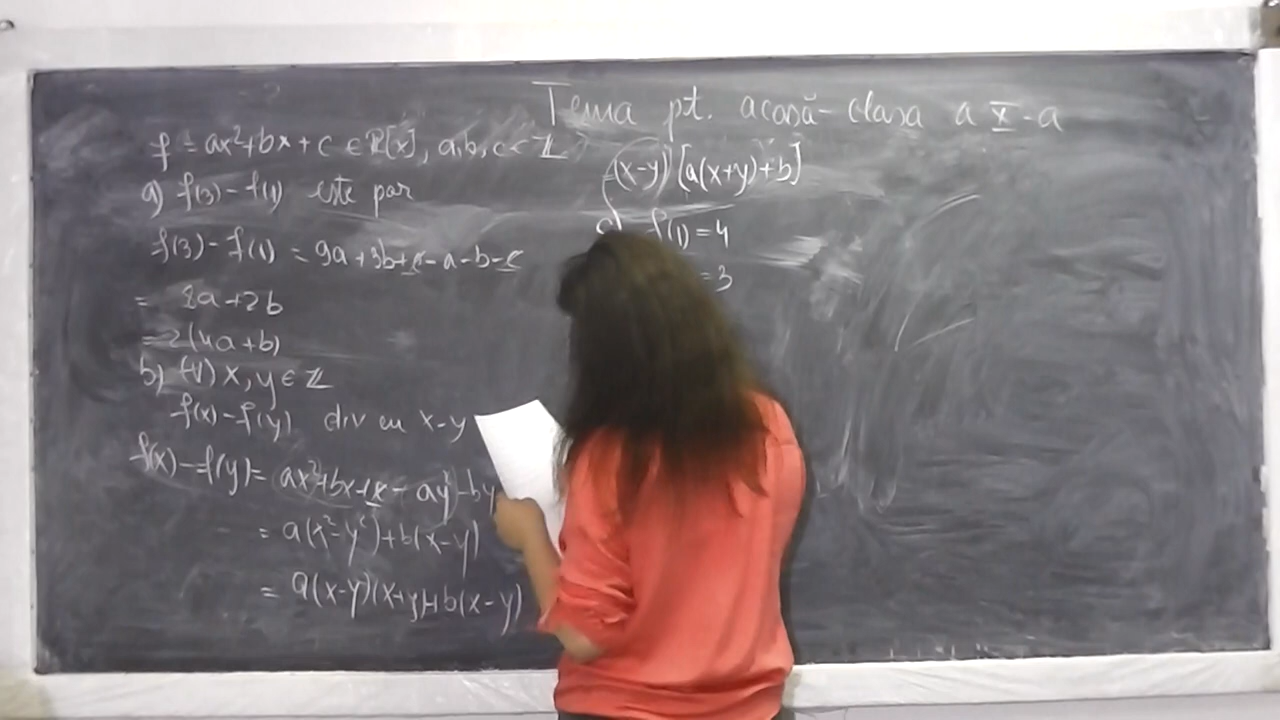 Tema pt. acasă - clasa a X-a
f = ax²+bx+c ∈ R[x], a,b,c ∈ ℤ
a) f(3)-f(1) este par
f(3)-f(1) = 9a+3b+c-a-b-c
= 8a+2b
= 2(4a+b)
b) (∀) x,y ∈ ℤ
f(x)-f(y) div cu x-y
f(x)-f(y) = ax²+bx+c-ay²-by
= a(x²-y²)+b(x-y)
= a(x-y)(x+y)+b(x-y)
=(x-y)[a(x+y)+b]
f(1)=4
=3